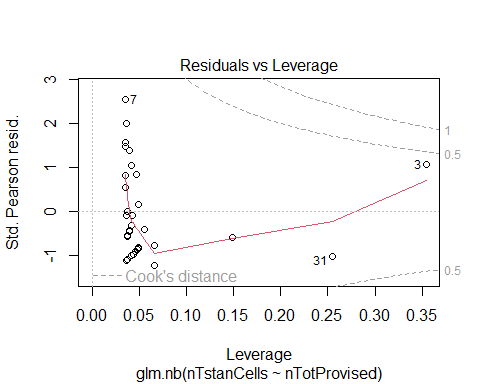 Residuals vs Leverage
Std. Pearson resid.
3
2
1
0
-1
7
3
31
1
0.5
0.5
Cook's distance
0.00 0.05 0.10 0.15 0.20 0.25 0.30 0.35
Leverage
glm.nb(nTstanCells ~ nTotProvised)